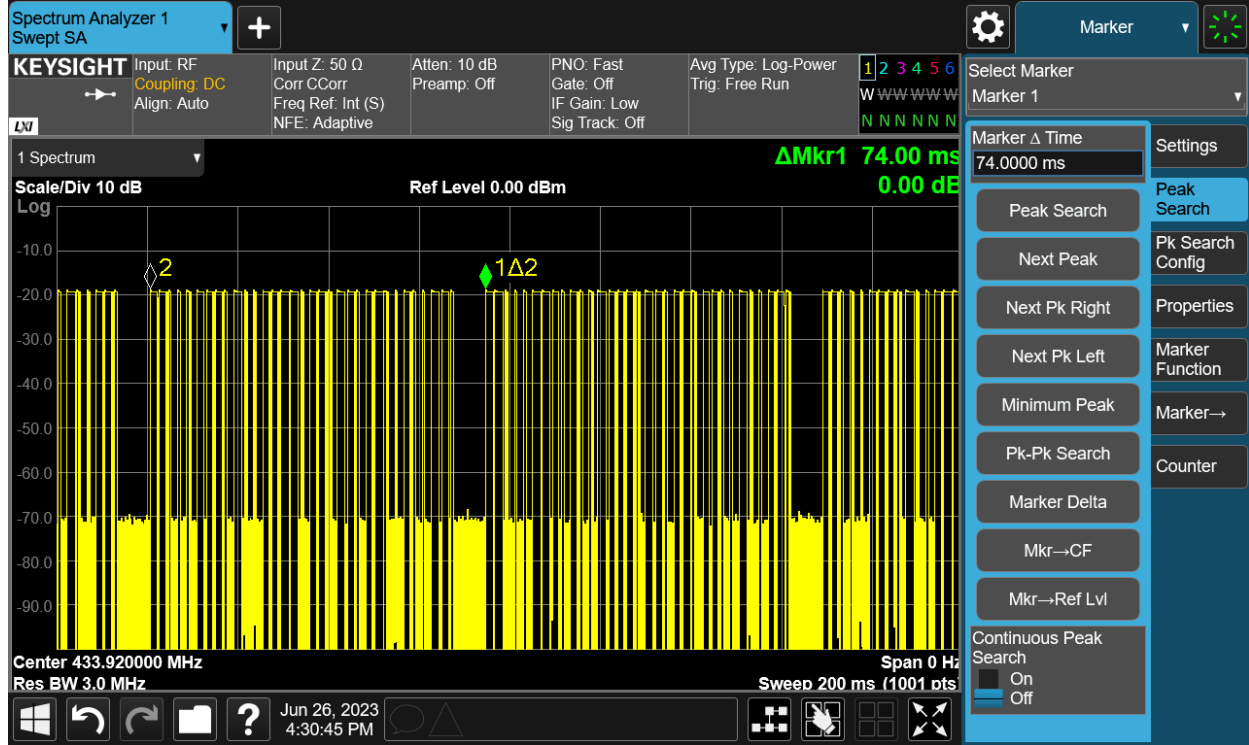 Spectrum Analyzer 1
Swept SA
+
Marker
KEYSIGHT
LXI
Input: RF
Coupling: DC
Align: Auto
Input Z: 50 Ω
Corr CCorr
Freq Ref: Int (S)
NFE: Adaptive
Atten: 10 dB
Preamp: Off
PNO: Fast
Gate: Off
IF Gain: Low
Sig Track: Off
Avg Type: Log-Power
Trig: Free Run
1 2 3 4 5 6
W W W W W W
N N N N N N
Select Marker
Marker 1
1 Spectrum
Scale/Div 10 dB
Ref Level 0.00 dBm
ΔMkr1 74.00 ms
0.00 dB
Log
-10.0
-20.0
-30.0
-40.0
-50.0
-60.0
-70.0
-80.0
-90.0
2
1Δ2
Center 433.920000 MHz
Res BW 3.0 MHz
Span 0 Hz
Sweep 200 ms (1001 pts)
Marker Δ Time
74.0000 ms
Peak Search
Next Peak
Next Pk Right
Next Pk Left
Minimum Peak
Pk-Pk Search
Marker Delta
Mkr→CF
Mkr→Ref Lvl
Continuous Peak
Search
On
Off
Settings
Peak
Search
Pk Search
Config
Properties
Marker
Function
Marker→
Counter
?
Jun 26, 2023
4:30:45 PM